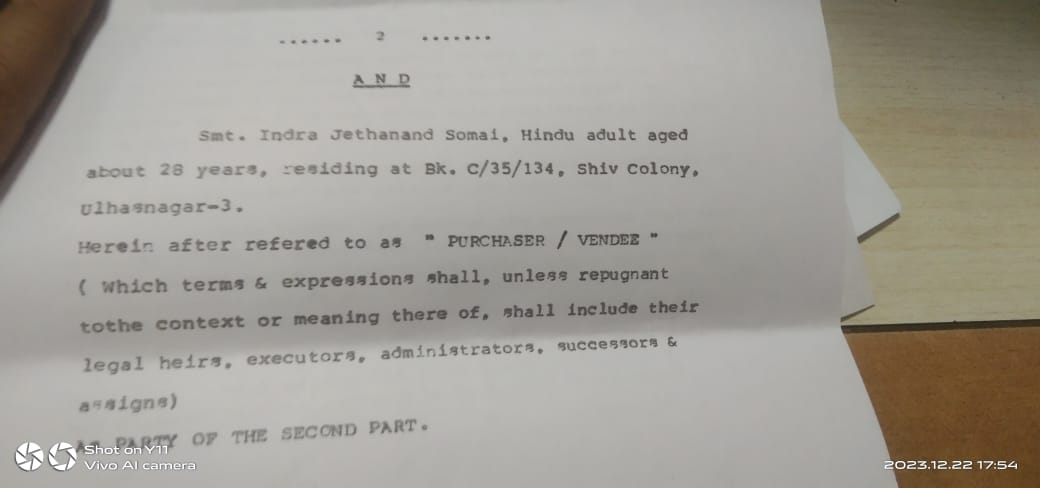 ...... 2 .......
A N D
Smt. Indra Jethanand Somai, Hindu adult aged
about 28 years, residing at Bk. C/35/134, Shiv Colony,
Ulhasnagar-3.
Herein after refered to as " PURCHASER / VENDEE "
( Which terms & expressions shall, unless repugnant
tothe context or meaning there of, shall include their
legal heirs, executors, administrators, successors &
assigns)
AS PARTY OF THE SECOND PART.
Shot on Y11
Vivo AI camera
2023.12.22 17:54